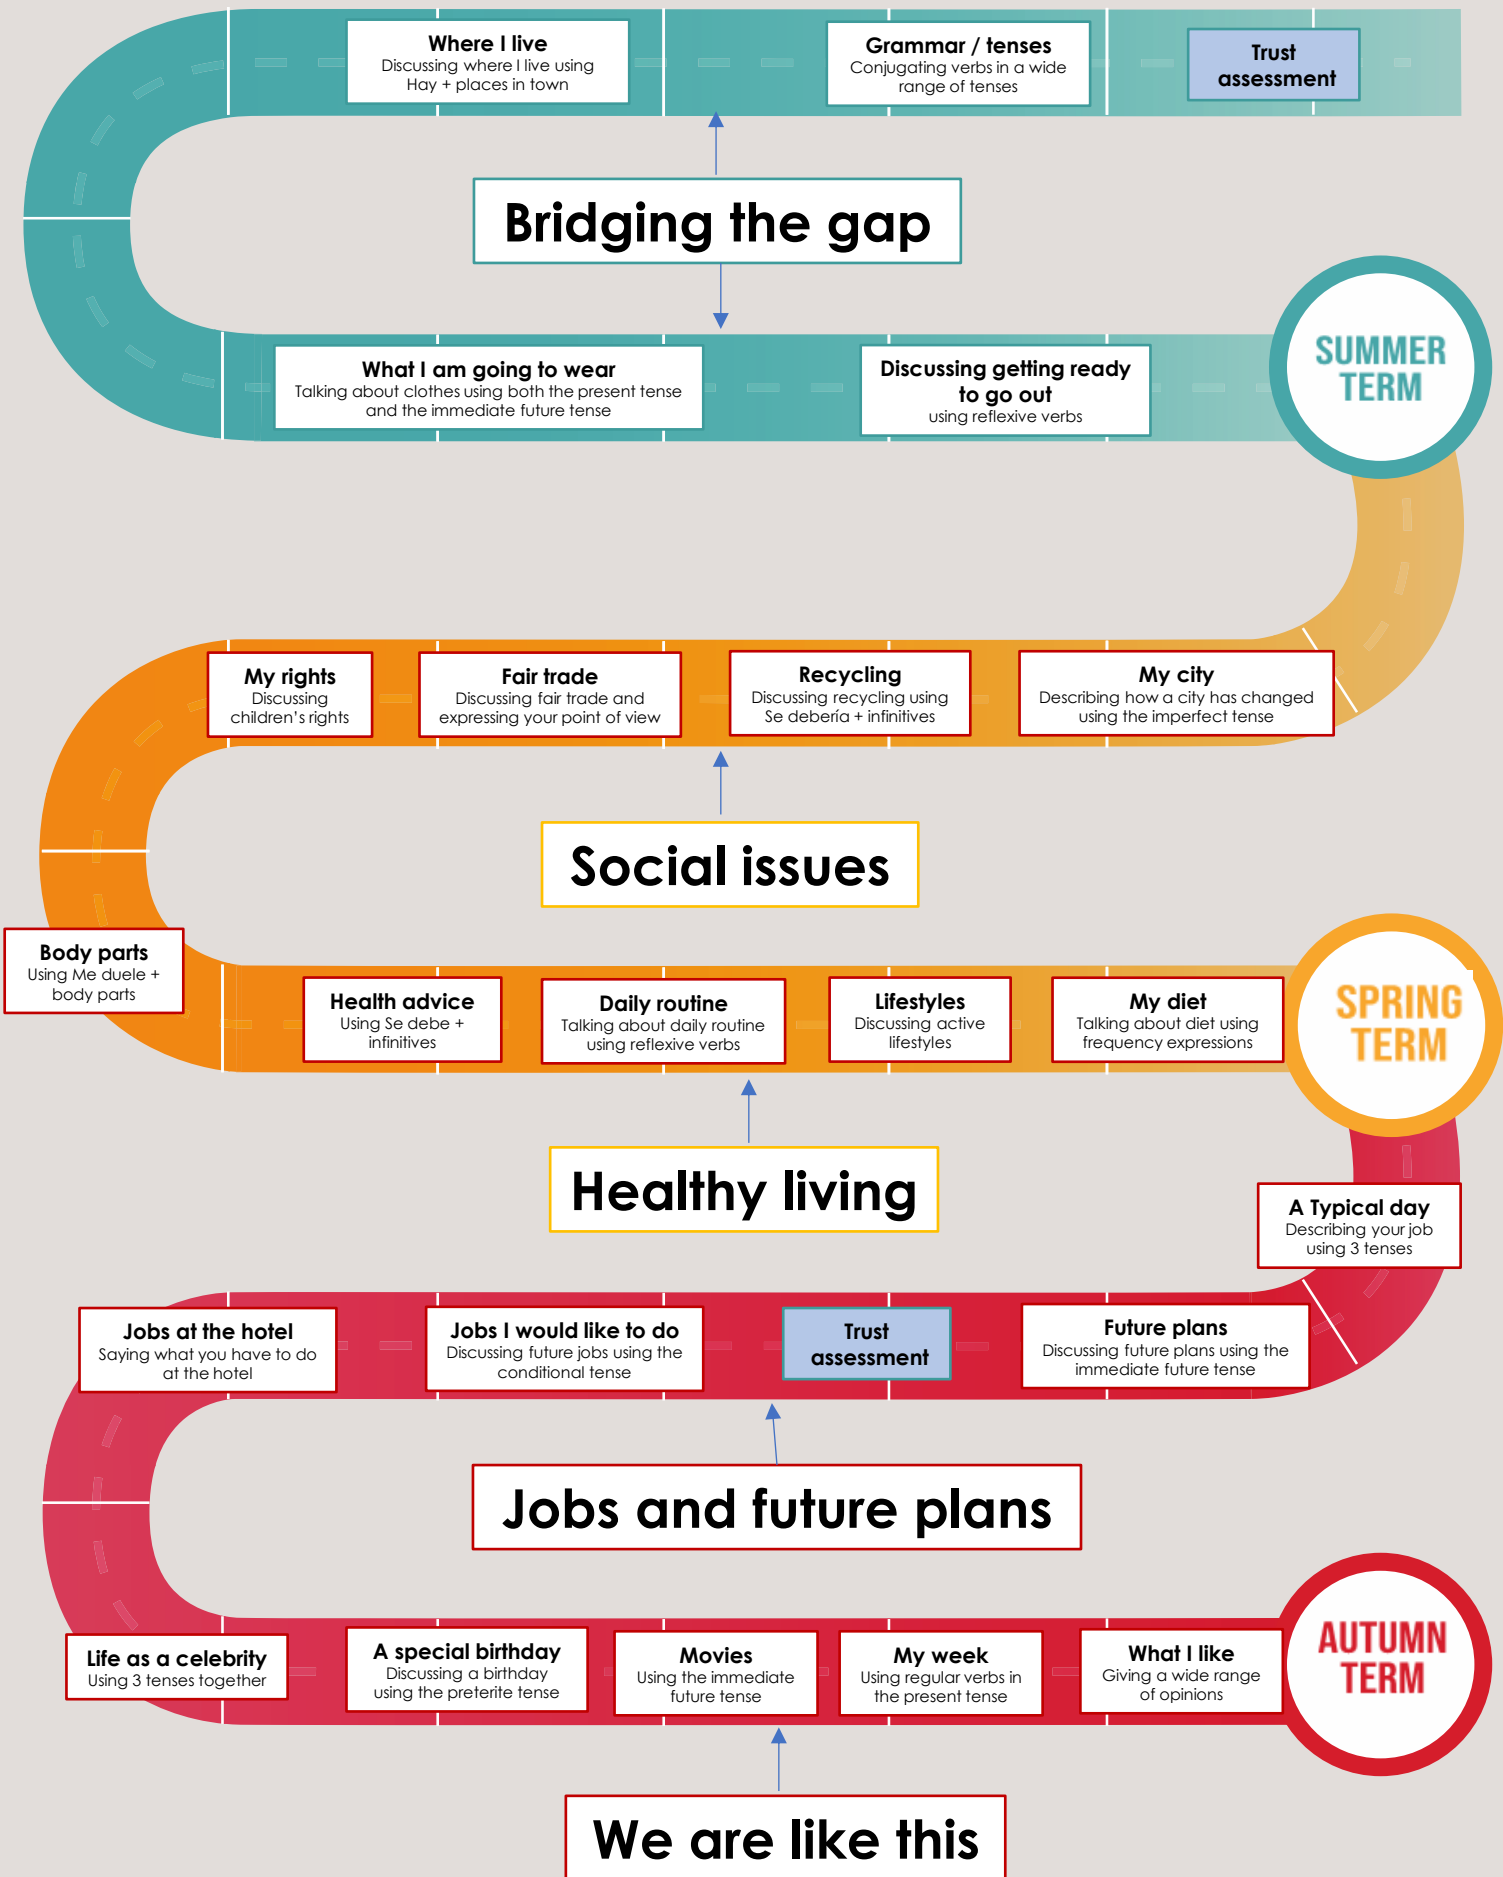 Where I live
Discussing where I live using
Hay + places in town
Grammar / tenses
Conjugating verbs in a wide
range of tenses
Trust
assessment
Bridging the gap
What I am going to wear
Talking about clothes using both the present tense
and the immediate future tense
Discussing getting ready
to go out
using reflexive verbs
SUMMER
TERM
My rights
Discussing
children's rights
Fair trade
Discussing fair trade and
expressing your point of view
Recycling
Discussing recycling using
Se debería + infinitives
My city
Describing how a city has changed
using the imperfect tense
Social issues
Body parts
Using Me duele +
body parts
Health advice
Using Se debe +
infinitives
Daily routine
Talking about daily routine
using reflexive verbs
Lifestyles
Discussing active
lifestyles
My diet
Talking about diet using
frequency expressions
SPRING
TERM
Healthy living
A Typical day
Describing your job
using 3 tenses
Jobs at the hotel
Saying what you have to do
at the hotel
Jobs I would like to do
Discussing future jobs using the
conditional tense
Trust
assessment
Future plans
Discussing future plans using the
immediate future tense
Jobs and future plans
Life as a celebrity
Using 3 tenses together
A special birthday
Discussing a birthday
using the preterite tense
Movies
Using the immediate
future tense
My week
Using regular verbs in
the present tense
What I like
Giving a wide range
of opinions
AUTUMN
TERM
We are like this